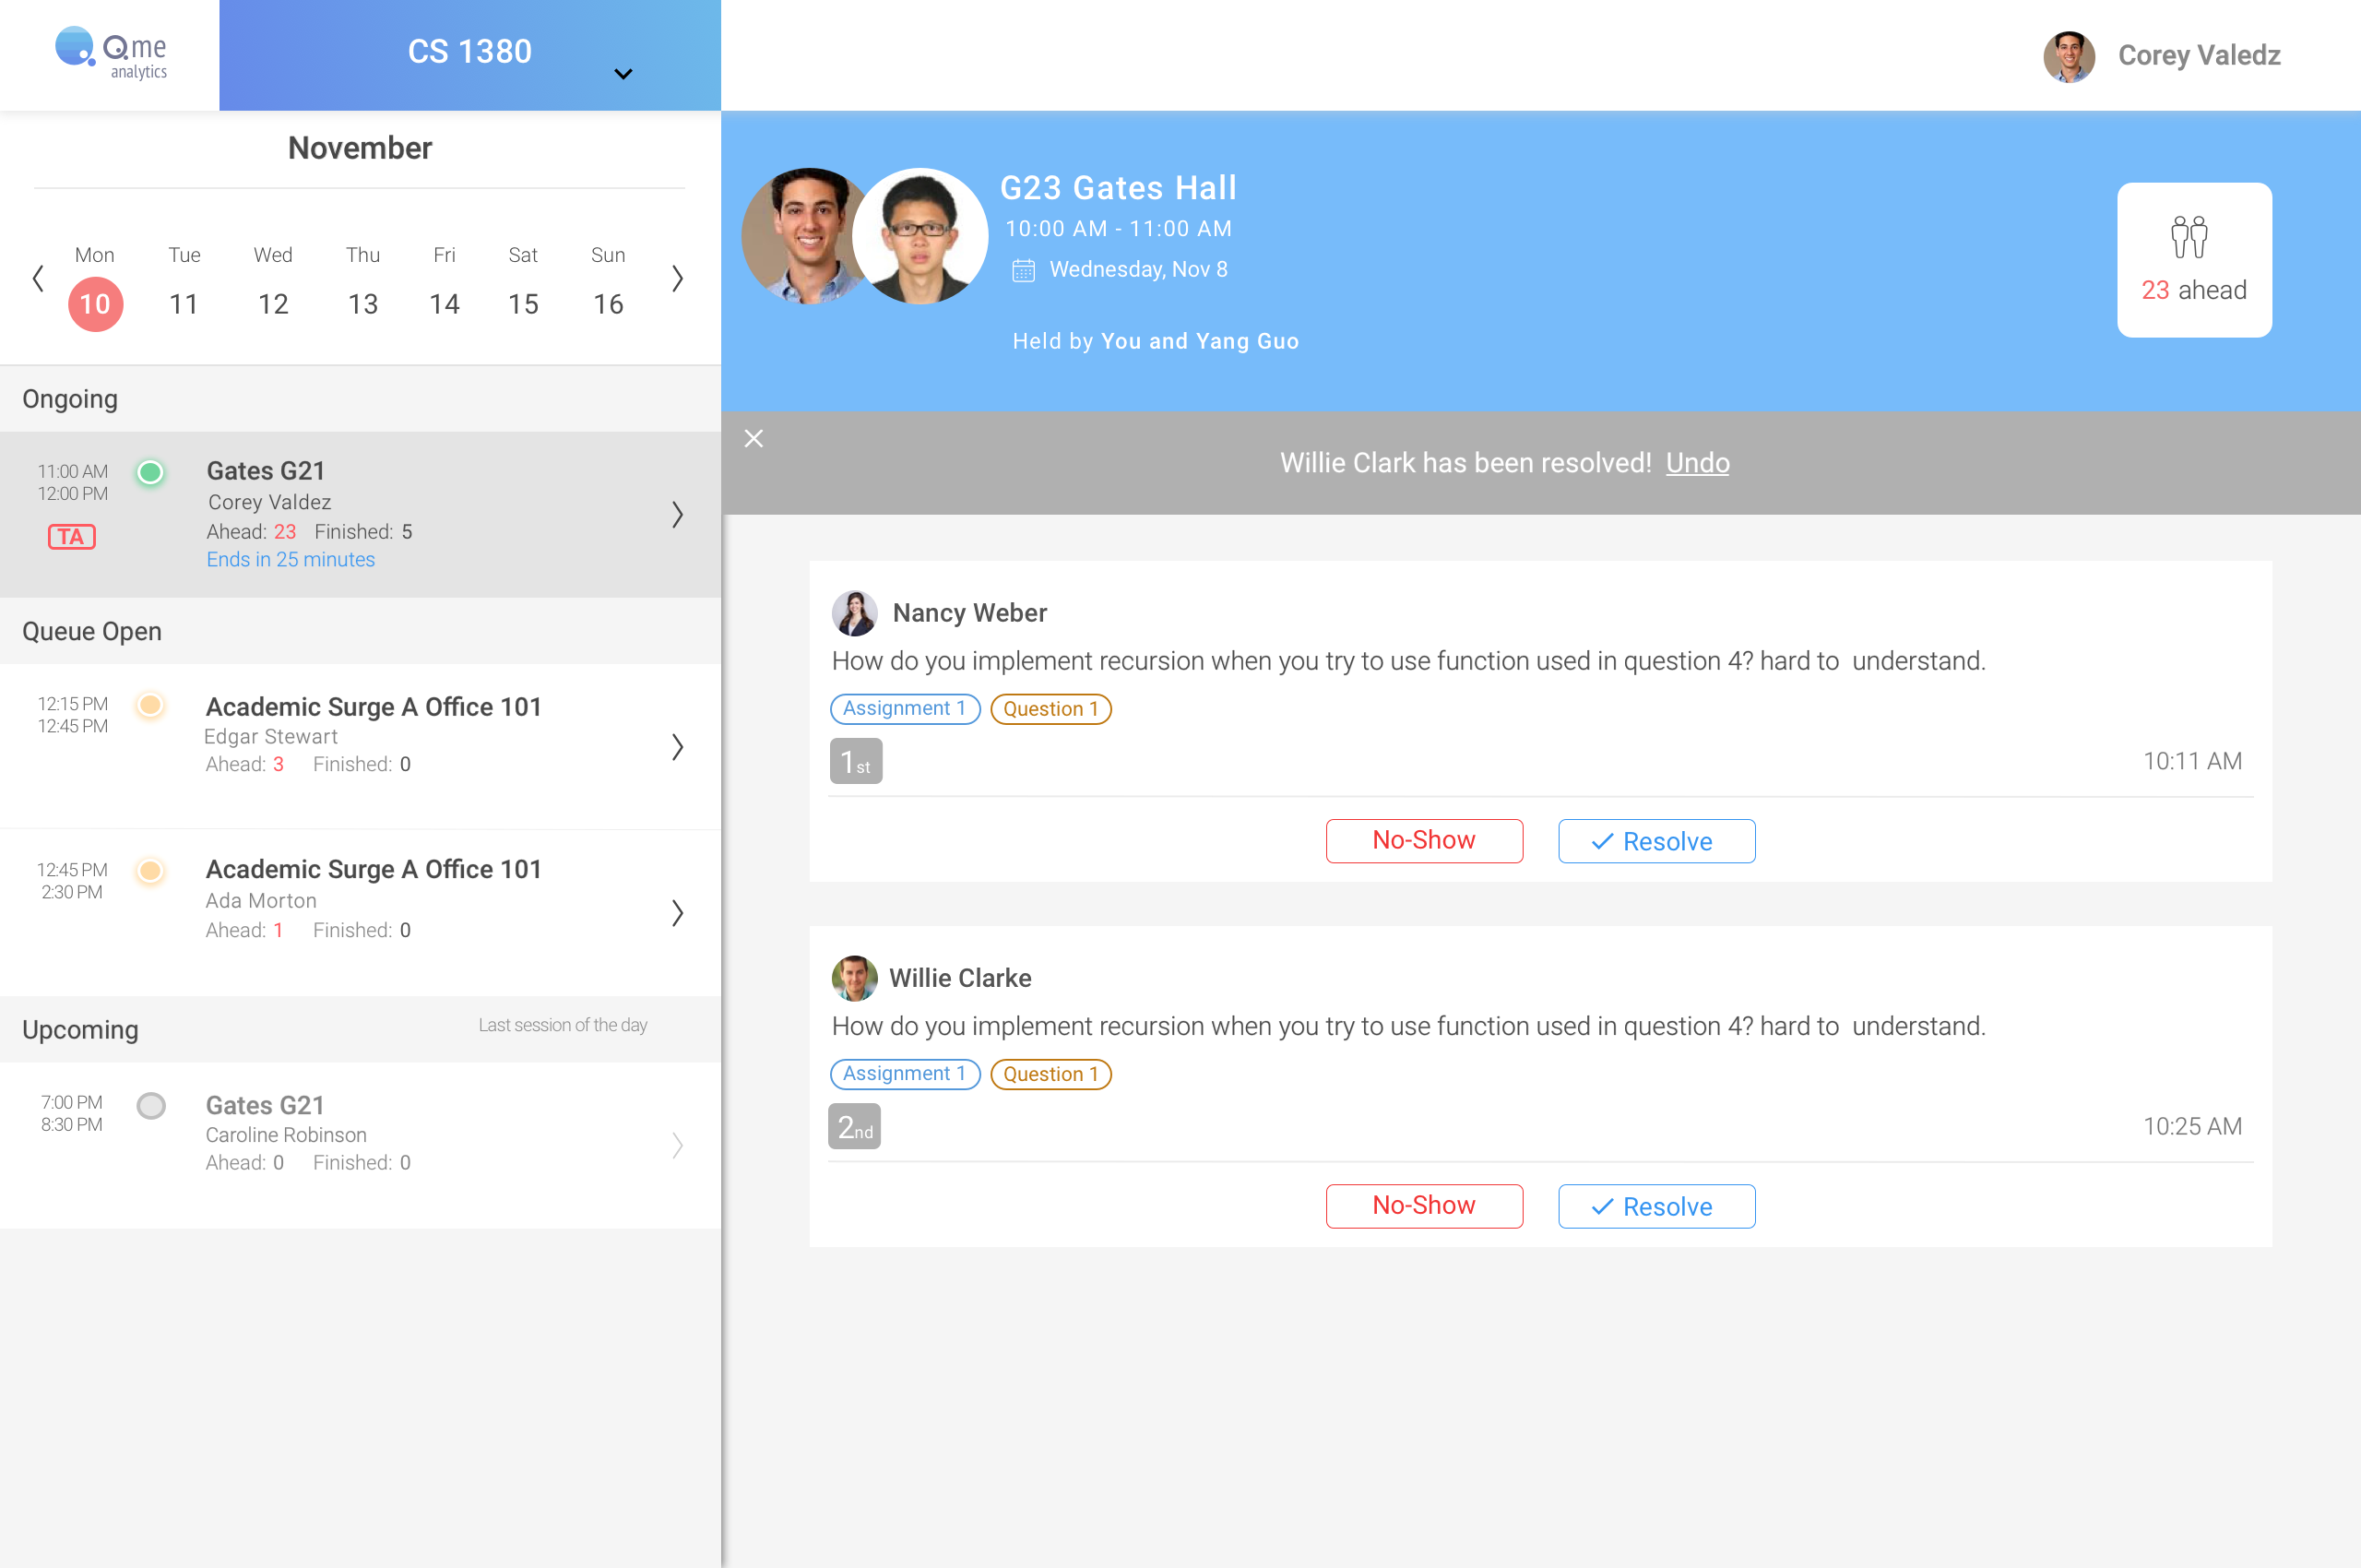 Qme
analytics
CS 1380
Corey Valedz
November
Mon Tue Wed Thu Fri Sat Sun
10 11 12 13 14 15 16
Ongoing
11:00 AM
12:00 PM
TA
Gates G21
Corey Valdez
Ahead: 23 Finished: 5
Ends in 25 minutes
Queue Open
12:15 PM
12:45 PM
Academic Surge A Office 101
Edgar Stewart
Ahead: 3 Finished: 0
12:45 PM
2:30 PM
Academic Surge A Office 101
Ada Morton
Ahead: 1 Finished: 0
Upcoming
Last session of the day
7:00 PM
8:30 PM
Gates G21
Caroline Robinson
Ahead: 0 Finished: 0
G23 Gates Hall
10:00 AM - 11:00 AM
Wednesday, Nov 8
Held by You and Yang Guo
23 ahead
Willie Clark has been resolved! Undo
Nancy Weber
How do you implement recursion when you try to use function used in question 4? hard to understand.
Assignment 1 Question 1
1st
10:11 AM
No-Show Resolve
Willie Clarke
How do you implement recursion when you try to use function used in question 4? hard to understand.
Assignment 1 Question 1
2nd
10:25 AM
No-Show Resolve